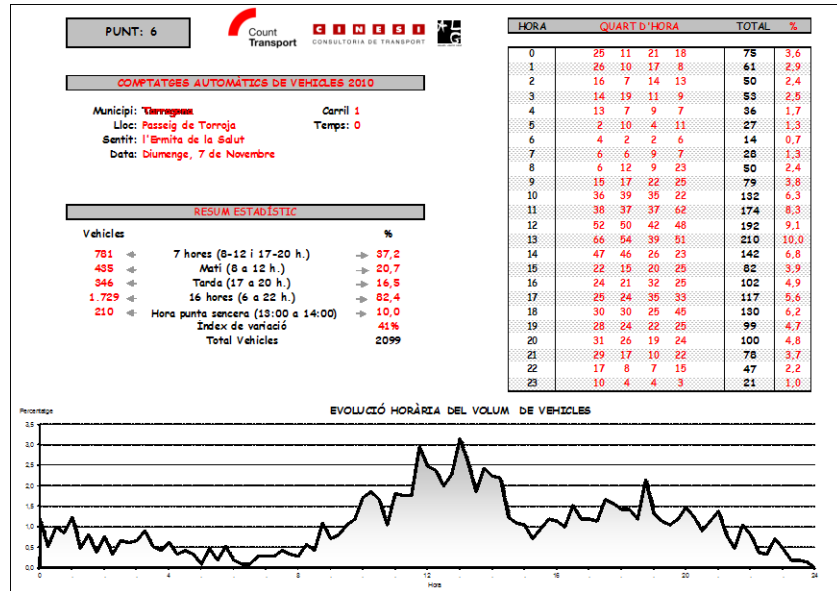 PUNT: 6
Count
Transport
CINESI
CONSULTORIA DE TRANSPORT
COMPTATGES AUTOMÀTICS DE VEHICLES 2010
Municipi: Tarragona Carril 1
Lloc: Passeig de Torroja Temps: 0
Sentit: l'Ermita de la Salut
Data: Diumenge, 7 de Novembre
RESUM ESTADÍSTIC
Vehicles %
781 7 hores (8-12 i 17-20 h.) 37,2
435 Matí (8 a 12 h.) 20,7
346 Tarda (17 a 20 h.) 16,5
1.729 16 hores (6 a 22 h.) 82,4
210 Hora punta sencera (13:00 a 14:00) 10,0
Índex de variació 41%
Total Vehicles 2099
HORA QUART D'HORA TOTAL %
0 25 11 21 18 75 3,6
1 26 10 17 8 61 2,9
2 16 7 14 13 50 2,4
3 14 19 11 9 53 2,5
4 13 7 9 7 36 1,7
5 2 10 4 11 27 1,3
6 4 2 2 6 14 0,7
7 6 6 9 7 28 1,3
8 6 12 9 23 50 2,4
9 15 17 22 25 79 3,8
10 36 39 35 22 132 6,3
11 38 37 37 62 174 8,3
12 52 50 42 48 192 9,1
13 66 54 39 51 210 10,0
14 47 46 26 23 142 6,8
15 22 15 20 25 82 3,9
16 24 21 32 25 102 4,9
17 25 24 35 33 117 5,6
18 30 30 25 45 130 6,2
19 28 24 22 25 99 4,7
20 31 26 19 24 100 4,8
21 29 17 10 22 78 3,7
22 17 8 7 15 47 2,2
23 10 4 4 3 21 1,0
Percentatge
EVOLUCIÓ HORÀRIA DEL VOLUM DE VEHICLES
3,5
3,0
2,5
2,0
1,5
1,0
0,5
0,0
0 4 8 12 16 20 24
Hora